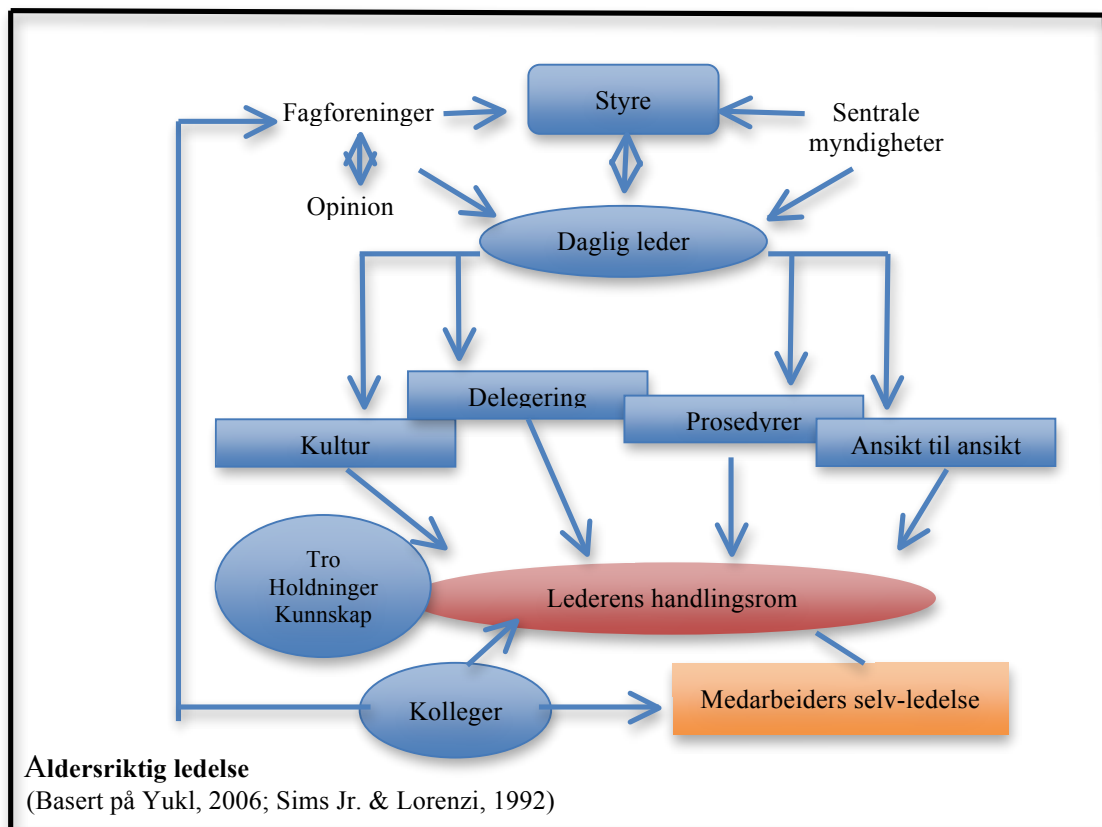 Styre
Fagforeninger
Sentrale
myndigheter
Opinion
Daglig leder
Delegering
Prosedyrer
Kultur
Ansikt til ansikt
Tro
Holdninger
Kunnskap
Lederens handlingsrom
Kolleger
Medarbeiders selv-ledelse
Aldersriktig ledelse
(Basert på Yukl, 2006; Sims Jr. & Lorenzi, 1992)